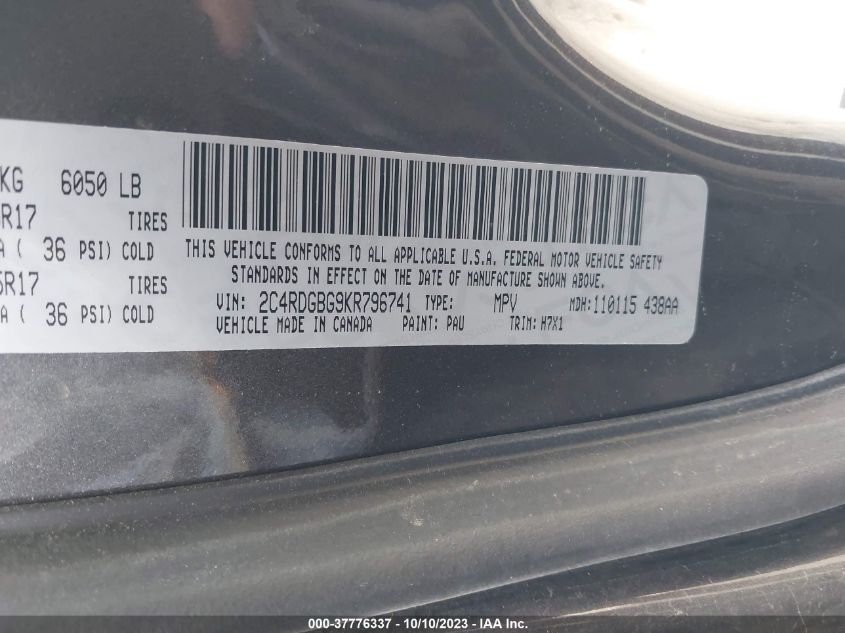 KG 6050 LB
R17 TIRES
A ( 36 PSI) COLD
5R17 TIRES
A ( 36 PSI) COLD
THIS VEHICLE CONFORMS TO ALL APPLICABLE U.S.A. FEDERAL MOTOR VEHICLE SAFETY
STANDARDS IN EFFECT ON THE DATE OF MANUFACTURE SHOWN ABOVE.
VIN: 2C4RDGBG9KR796741 TYPE: MPV MDH:110115 438AA
VEHICLE MADE IN CANADA PAINT: PAU TRIM: H7X1
000-37776337 - 10/10/2023 - IAA Inc.